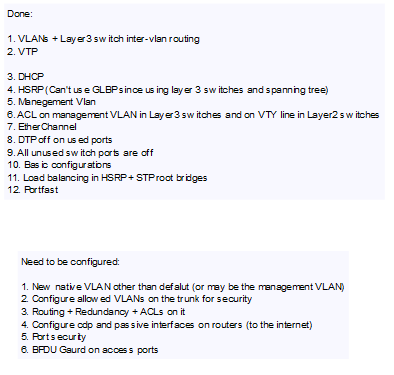 Done:
1. VLANs + Layer3 switch inter-vlan routing
2. VTP
3. DHCP
4. HSRP (Can't use GLBP since us ing layer 3 switches and spanning tree)
5. Manegement Vlan
6. ACL on management VLAN in Layer3 switches and on VTY line in Layer2 switches
7. EtherChannel
8. DTP off on used ports
9. All unused switch ports are off
10. Basic configurations
11. Load balancing in HSRP + STP root bridges
12. Portfast
Need to be configured:
1. New native VLAN other than defalut (or may be the management VLAN)
2. Configure allowed VLANs on the trunk for security
3. Routing + Redundancy + ACLs on it
4. Configure cdp and passive interfaces on routers (to the internet)
5. Port security
6. BPDU Gaurd on access ports